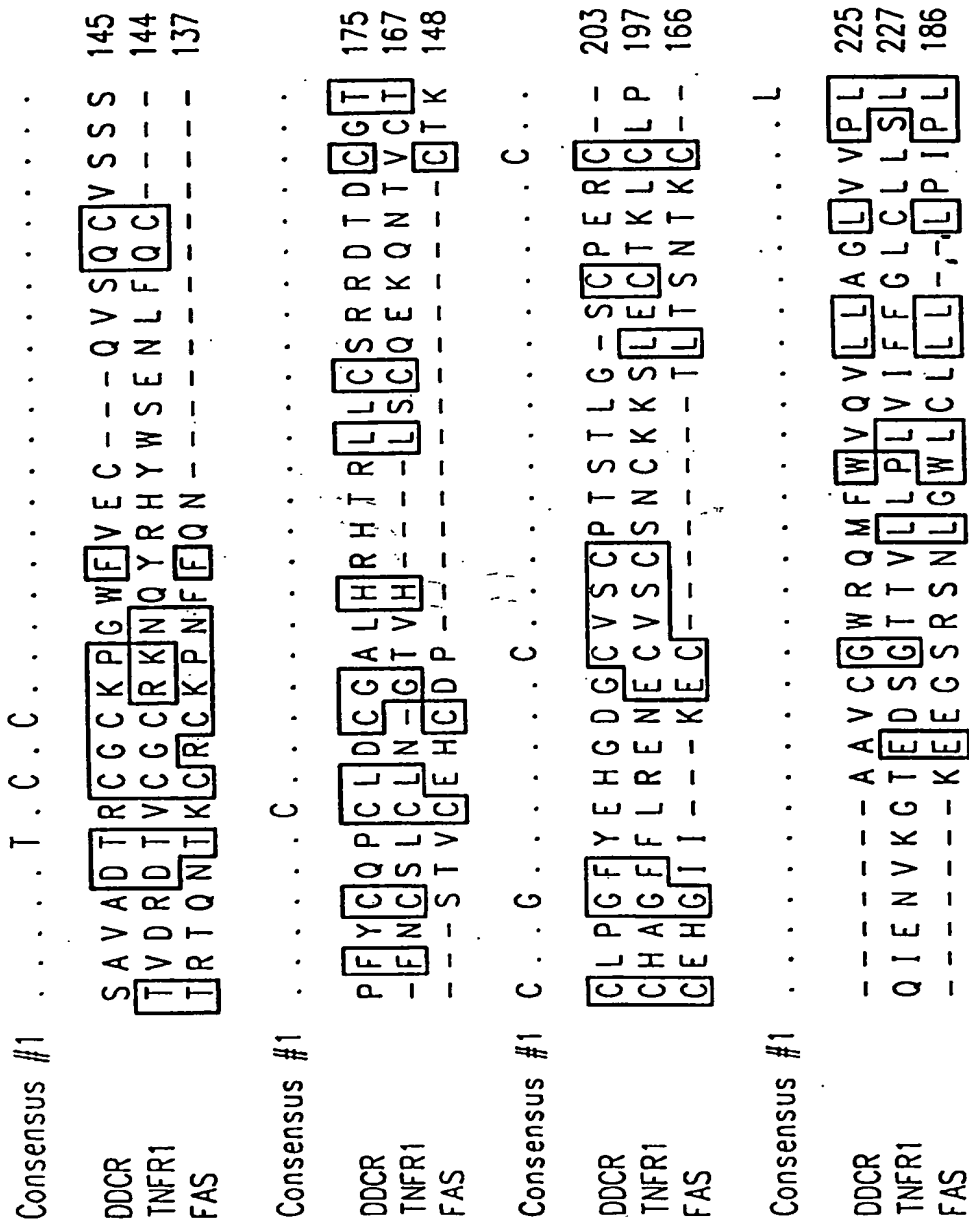 Consensus #1 . . . . . T . C . C . . . . . . . . . . . . . . . . . . . .
DDCR S A V A D T R C G C K P G W F V E C - - - Q V S Q C V S S S 145
TNFR1 T V D R D T V C G C R K N Q Y R H Y W S E N L F Q C - - - - 144
FAS T R T Q N T K C R C K P N F F Q N - - - - - - - - - - - - - 137
Consensus #1 . . . . . . C . . . . . . . . . . . . . . . . . . . . . . .
DDCR P F Y C Q P C L D C G A L H R H T R L L C S R R D T D C G T 175
TNFR1 - F N C S L C L N - G T V H - - - - L S C Q E K Q N T V C T 167
FAS - - - S T V C E H C D P - - - - - - - - - - - - - - - C T K 148
Consensus #1 C . . G . . . . . . . C . . . . . . . . . . . . . . . C . .
DDCR C L P G F Y E H G D G C V S C P T S T L G - S C P E R C - - 203
TNFR1 C H A G F F L R E N E C V S C S N C K K S L E C T K L C L P 197
FAS C E H G I I - - - K E C - - - - - - - - T L T S N T K C - - 166
Consensus #1 . . . . . . . . . . . . . . . . . . . . . . . . . . . . . L
DDCR - - - - - - - A A V C G W R Q M F W V Q V L L A G L V V P L 225
TNFR1 Q I E N V K G T E D S G T T V L L P L V I F F G L C L L S L 227
FAS - - - - - - - K E E G S R S N L G W L C L L L - - L P I P L 186